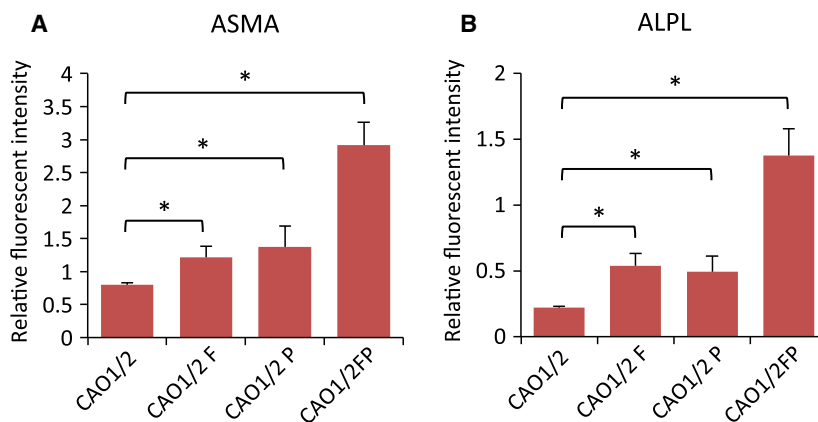 A
ASMA
Relative fluorescent intensity
4
3.5
3
2.5
2
1.5
1
0.5
0
*
*
*
CAO1/2
CAO1/2 F
CAO1/2 P
CAO1/2FP
B
ALPL
Relative fluorescent intensity
2
1.5
1
0.5
0
*
*
*
CAO1/2
CAO1/2 F
CAO1/2 P
CAO1/2FP